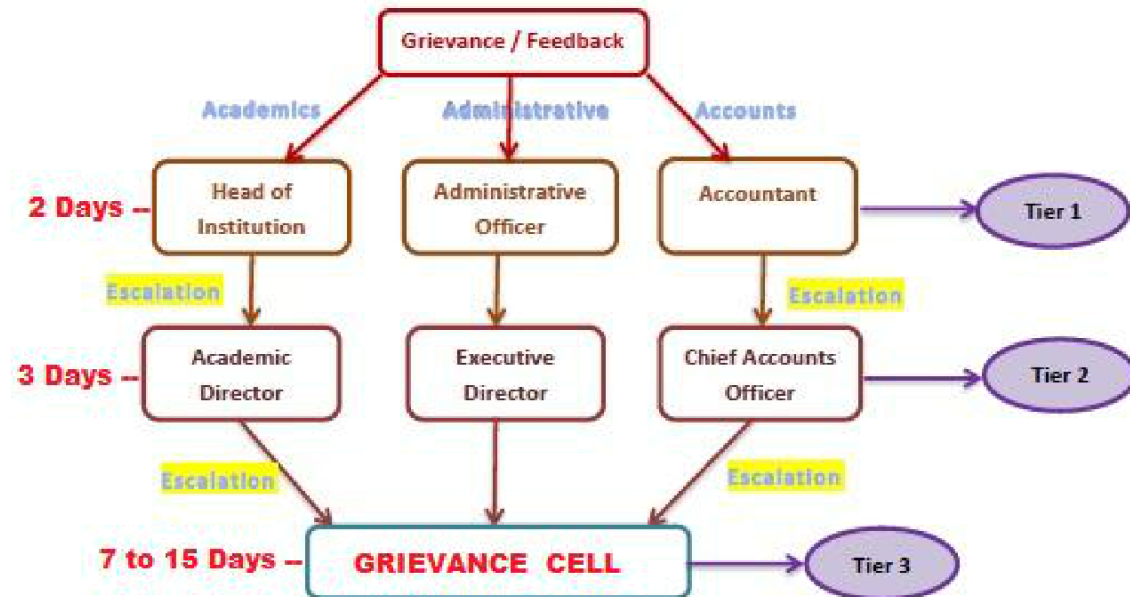 Grievance / Feedback
Academics
Administrative
Accounts
2 Days --
Head of
Institution
Administrative
Officer
Accountant
Tier 1
Escalation
Escalation
3 Days --
Academic
Director
Executive
Director
Chief Accounts
Officer
Tier 2
Escalation
Escalation
7 to 15 Days --
GRIEVANCE CELL
Tier 3